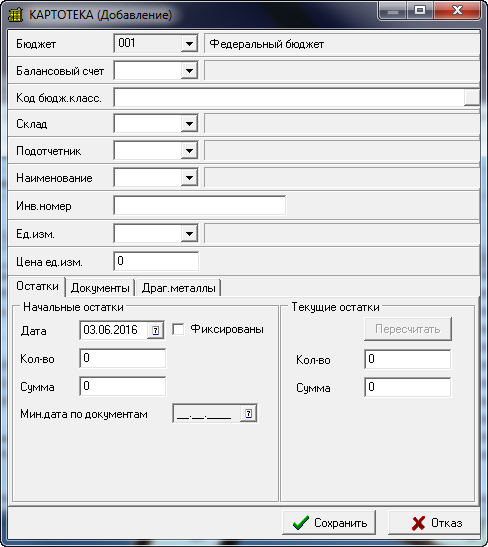 КАРТОТЕКА (Добавление)
Бюджет 001 Федеральный бюджет
Балансовый счет
Код бюдж.класс.
Склад
Подотчетник
Наименование
Инв.номер
Ед.изм.
Цена ед.изм. 0
Остатки Документы Драг.металлы
Начальные остатки
Дата 03.06.2016 ? Фиксированы
Кол-во 0
Сумма 0
Мин.дата по документам __.__.____ ?
Текущие остатки
Пересчитать
Кол-во 0
Сумма 0
Сохранить Отказ